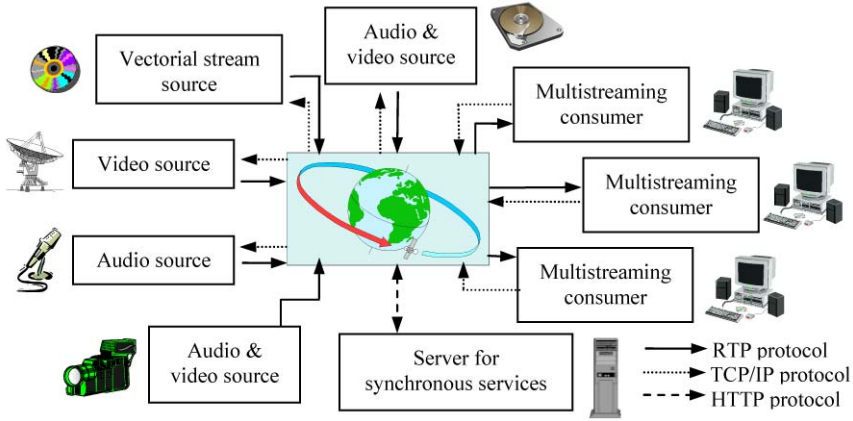 Vectorial stream
source
Audio &
video source
Multistreaming
consumer
Video source
Multistreaming
consumer
Audio source
Multistreaming
consumer
Audio &
video source
Server for
synchronous services
RTP protocol
TCP/IP protocol
HTTP protocol